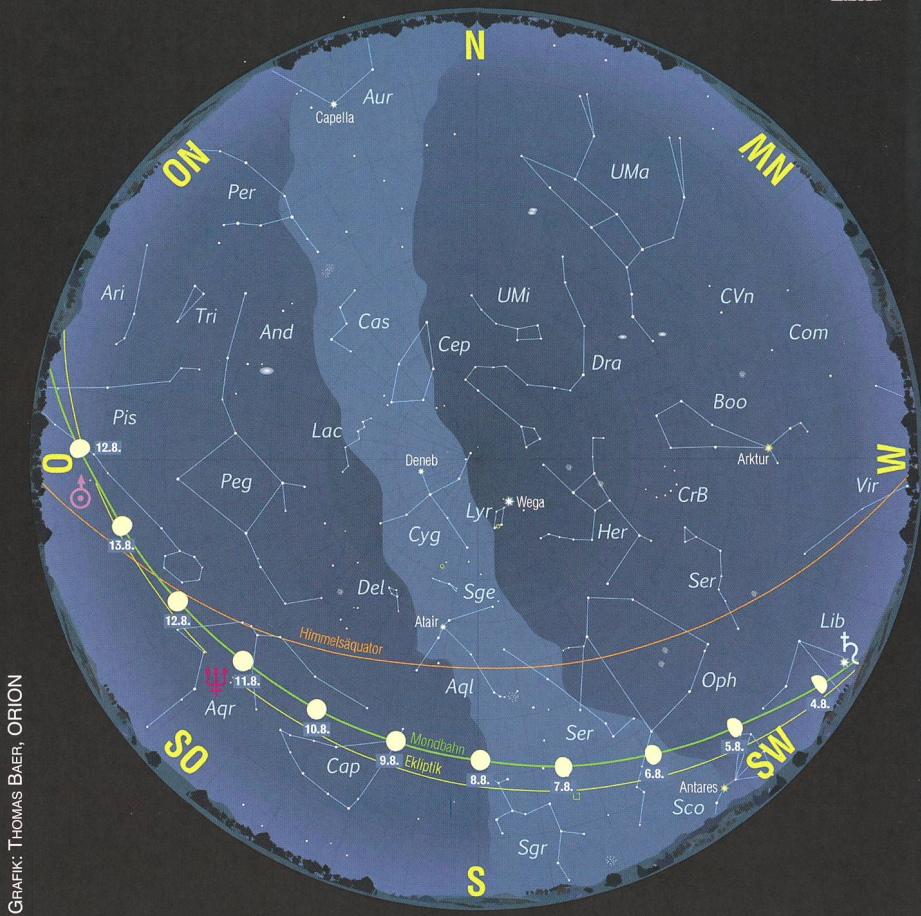 N
NO
NW
Aur
Capella
Per
UMa
Ari
Tri
And
Cas
UMi
CVn
Cep
Com
Dra
Pis
Boo
Lac
Arktur
O
12.8.
Deneb
W
Peg
Vir
Lyr
Wega
CrB
Cyg
Her
13.8.
Del
Sge
Ser
12.8.
Atair
Lib
Himmelsäquator
11.8.
Aql
Oph
Aqr
4.8.
10.8.
Ser
5.8.
SO
Mondbahn
SW
9.8.
Ekliptik
Cap
8.8.
7.8.
6.8.
Antares
Sco
Sgr
S
GRAFIK: THOMAS BAER, ORION